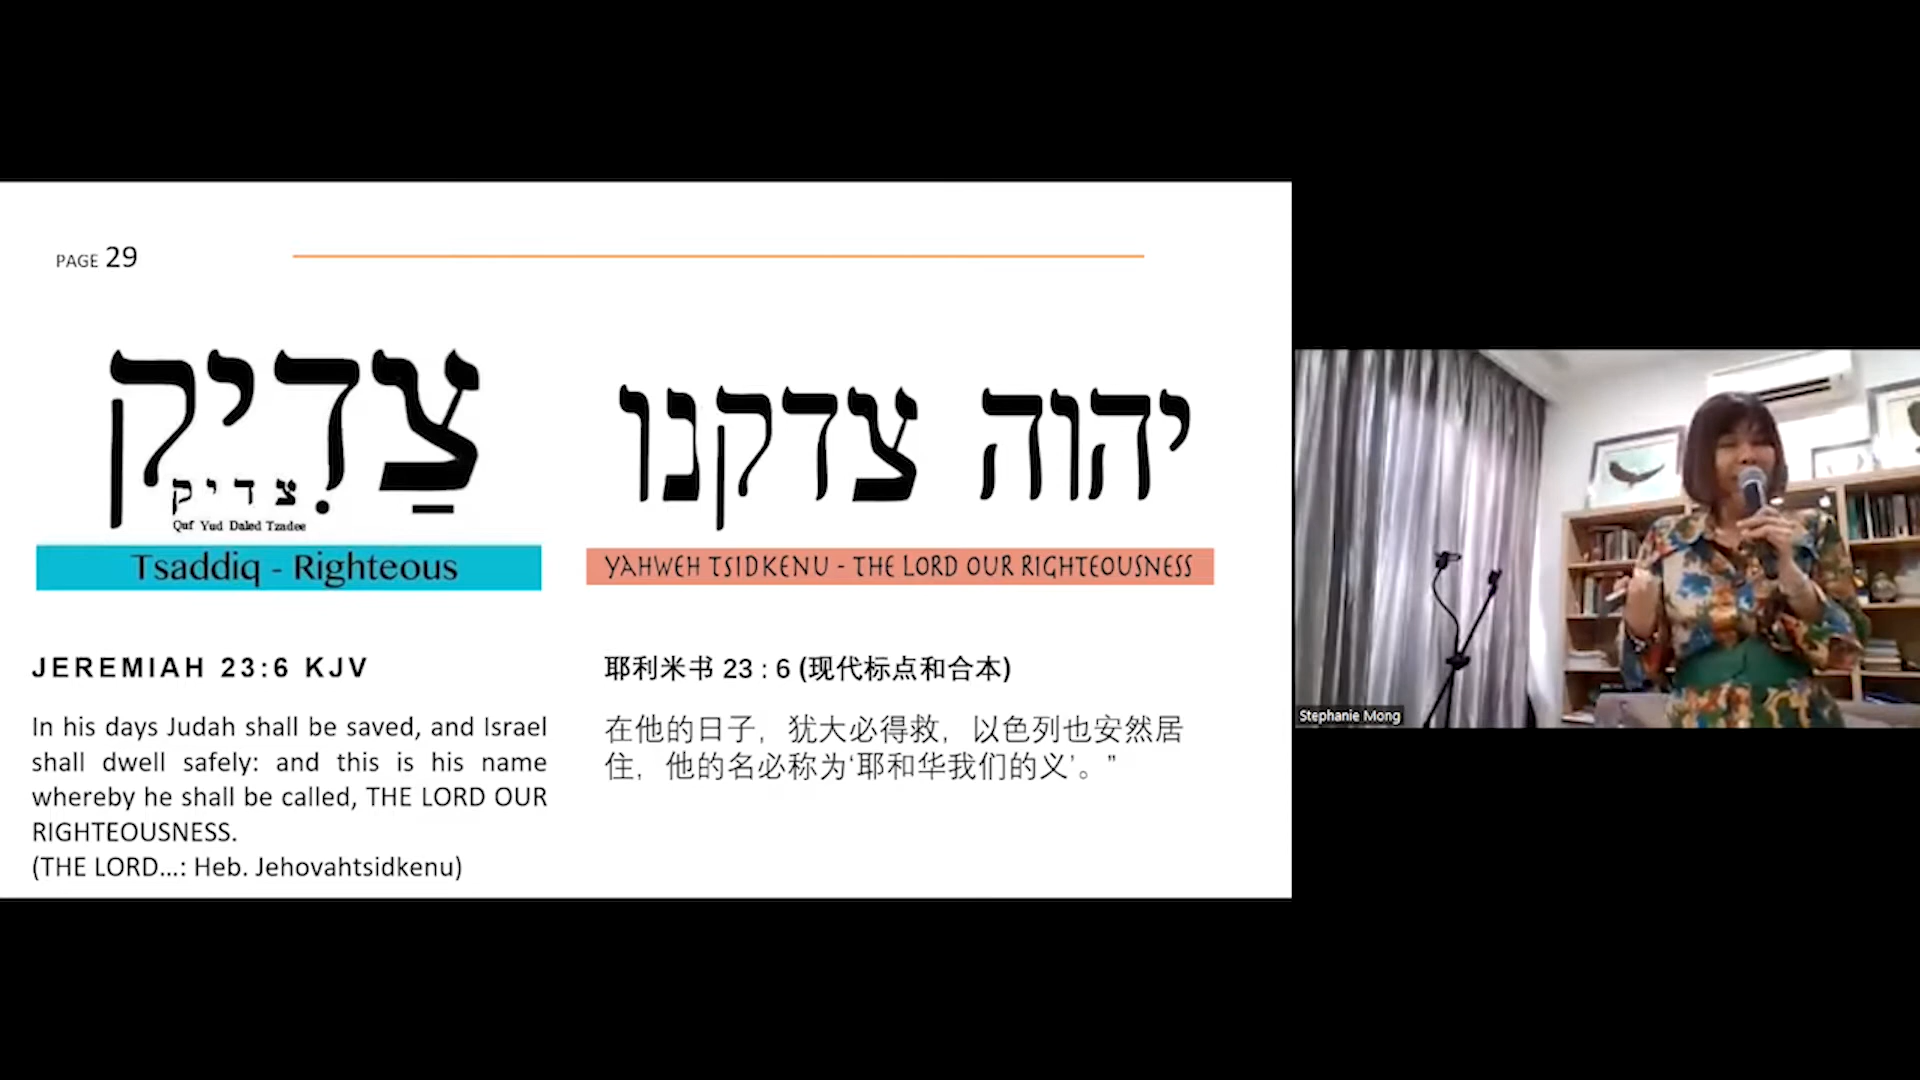 PAGE 29
צַדִיק
צ ד י ק
Quf Yud Daled Tzadee
Tsaddiq - Righteous
יהוה צדקנו
YAHWEH TSIDKENU - THE LORD OUR RIGHTEOUSNESS
JEREMIAH 23:6 KJV
In his days Judah shall be saved, and Israel
shall dwell safely: and this is his name
whereby he shall be called, THE LORD OUR
RIGHTEOUSNESS.
(THE LORD...: Heb. Jehovahtsidkenu)
耶利米书 23 : 6 (现代标点和合本)
在他的日子，犹大必得救，以色列也安然居
住，他的名必称为‘耶和华我们的义’。”
Stephanie Mong